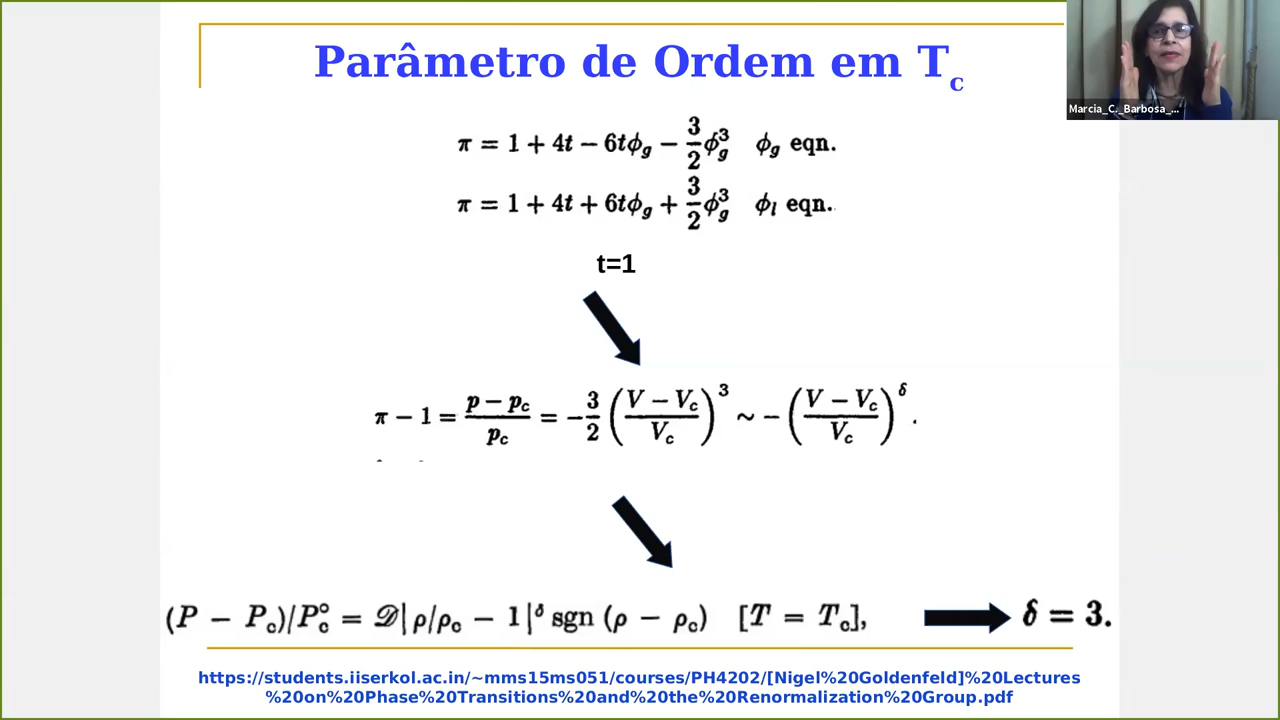 Parâmetro de Ordem em T_c
Marcia_C._Barbosa_...
π = 1 + 4t − 6tϕ_g − 3/2 ϕ_g^3 ϕ_g eqn.
π = 1 + 4t + 6tϕ_g + 3/2 ϕ_g^3 ϕ_l eqn.
t=1
π − 1 = (p − p_c)/p_c = −3/2 ((V − V_c)/V_c)^3 ~ −((V − V_c)/V_c)^δ .
(P − P_c)/P_c^o = 𝒟|ρ/ρ_c − 1|^δ sgn (ρ − ρ_c) [T = T_c], δ = 3.
https://students.iiserkol.ac.in/~mms15ms051/courses/PH4202/[Nigel%20Goldenfeld]%20Lectures
%20on%20Phase%20Transitions%20and%20the%20Renormalization%20Group.pdf